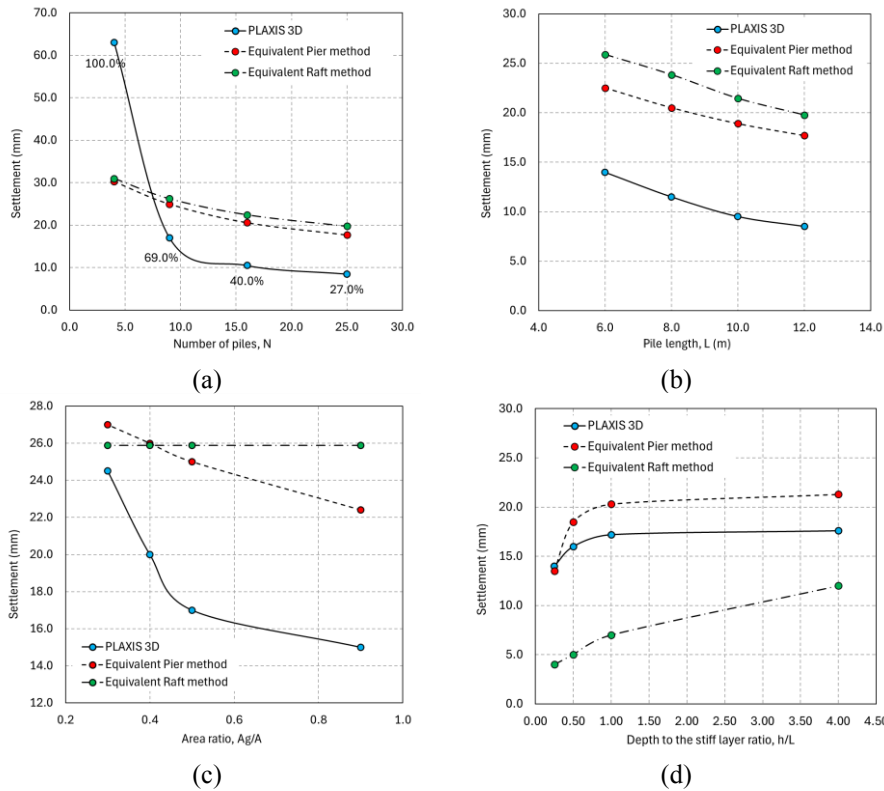 70.0
60.0
50.0
40.0
30.0
20.0
10.0
0.0
Settlement (mm)
PLAXIS 3D
Equivalent Pier method
Equivalent Raft method
100.0%
69.0%
40.0%
27.0%
0.0 5.0 10.0 15.0 20.0 25.0 30.0
Number of piles, N
(a)
30.0
25.0
20.0
15.0
10.0
5.0
0.0
Settlement (mm)
PLAXIS 3D
Equivalent Pier method
Equivalent Raft method
4.0 6.0 8.0 10.0 12.0 14.0
Pile length, L (m)
(b)
28.0
26.0
24.0
22.0
20.0
18.0
16.0
14.0
12.0
Settlement (mm)
PLAXIS 3D
Equivalent Pier method
Equivalent Raft method
0.2 0.4 0.6 0.8 1.0
Area ratio, Ag/A
(c)
30.0
25.0
20.0
15.0
10.0
5.0
0.0
Settlement (mm)
PLAXIS 3D
Equivalent Pier method
Equivalent Raft method
0.00 0.50 1.00 1.50 2.00 2.50 3.00 3.50 4.00 4.50
Depth to the stiff layer ratio, h/L
(d)